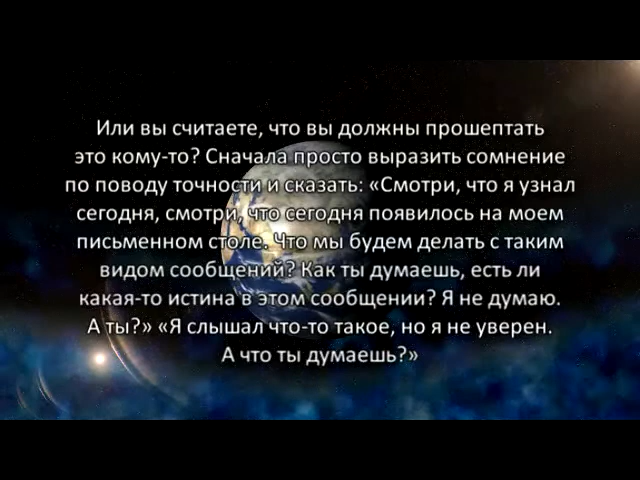 Или вы считаете, что вы должны прошептать
это кому-то? Сначала просто выразить сомнение
по поводу точности и сказать: «Смотри, что я узнал
сегодня, смотри, что сегодня появилось на моем
письменном столе. Что мы будем делать с таким
видом сообщений? Как ты думаешь, есть ли
какая-то истина в этом сообщении? Я не думаю.
А ты?» «Я слышал что-то такое, но я не уверен.
А что ты думаешь?»